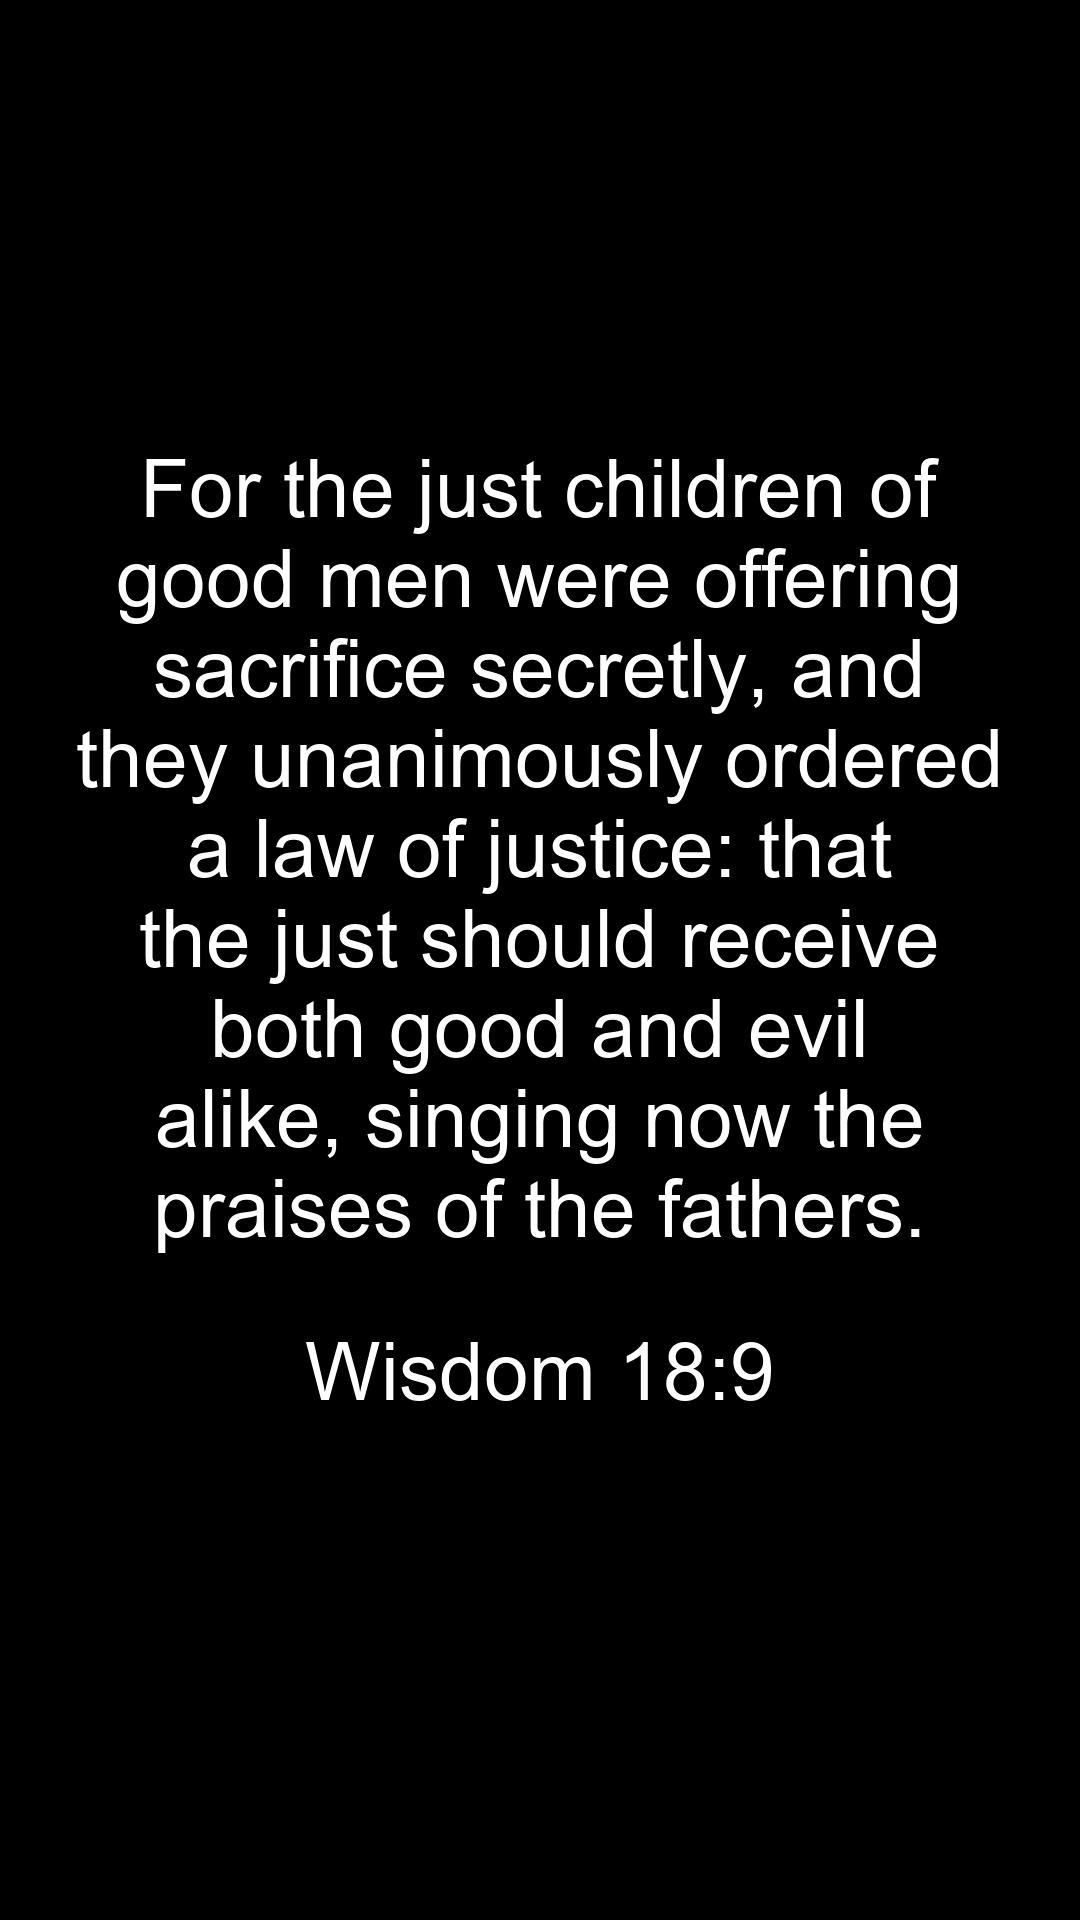 For the just children of
good men were offering
sacrifice secretly, and
they unanimously ordered
a law of justice: that
the just should receive
both good and evil
alike, singing now the
praises of the fathers.
Wisdom 18:9